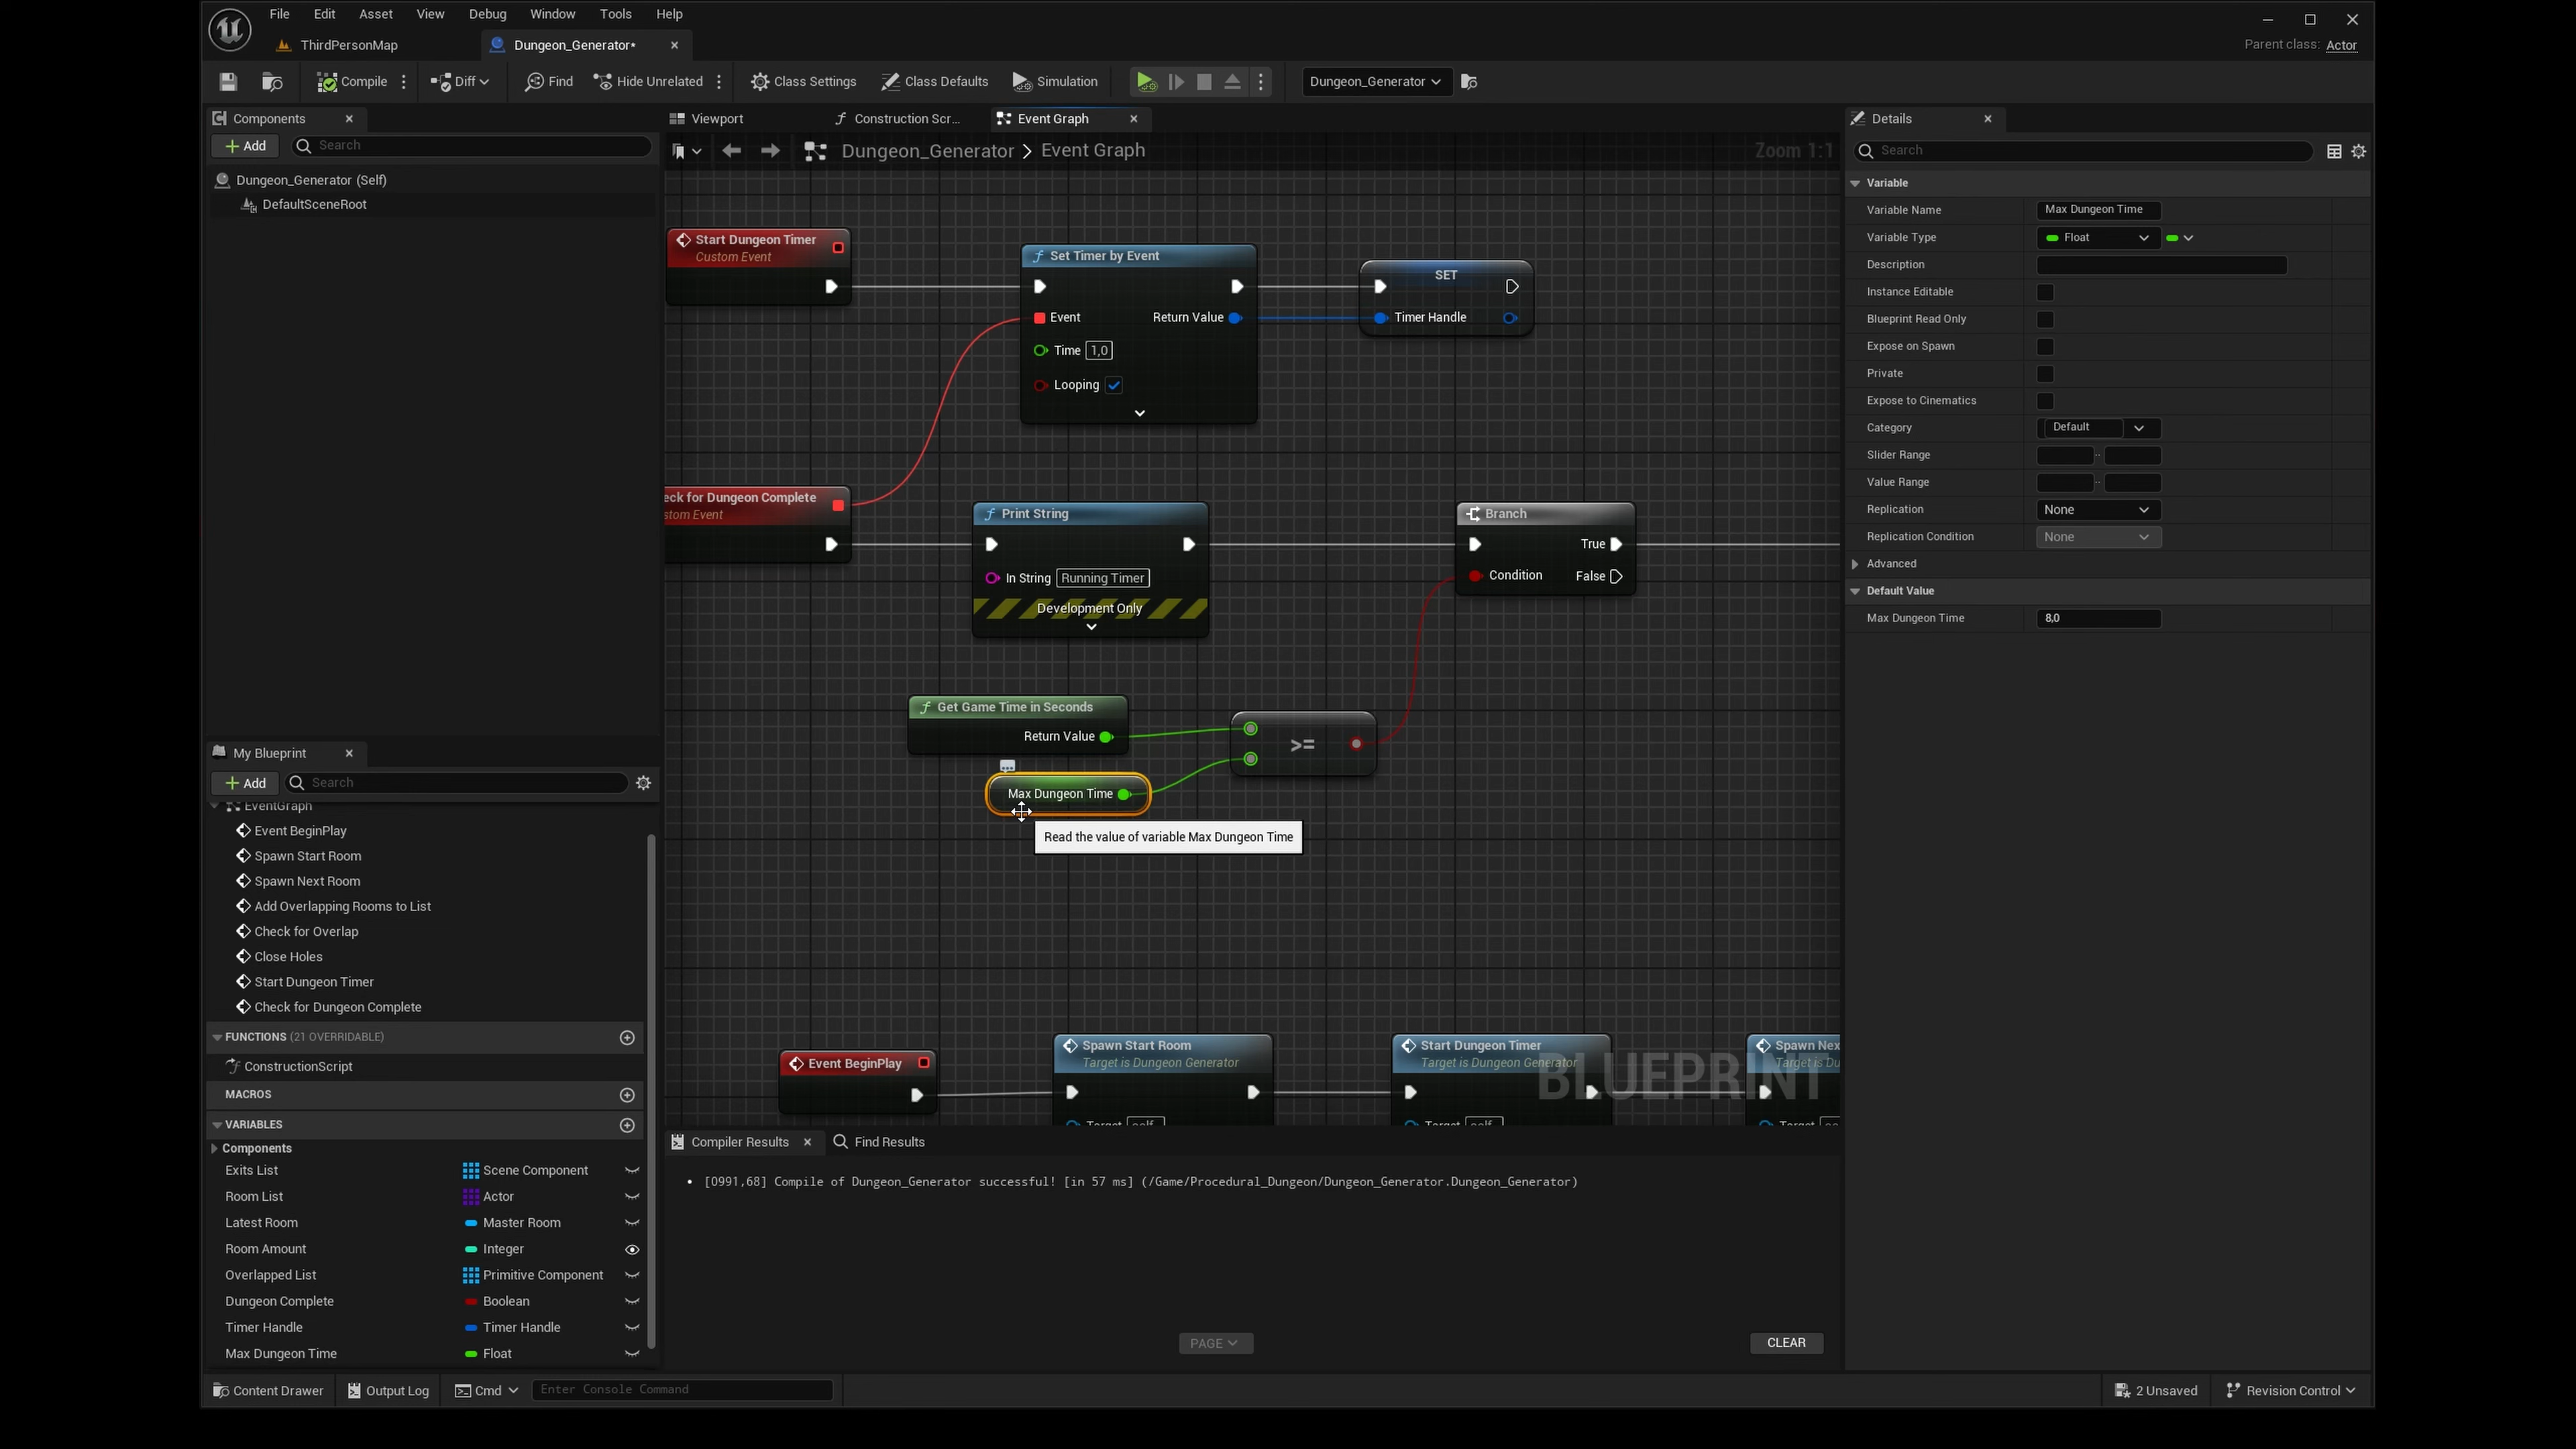 File Edit Asset View Debug Window Tools Help
ThirdPersonMap
Dungeon_Generator*
Parent class: Actor
Compile
Diff
Find
Hide Unrelated
Class Settings
Class Defaults
Simulation
Dungeon_Generator
Components
Add
Search
Dungeon_Generator (Self)
DefaultSceneRoot
Viewport
Construction Scr...
Event Graph
Dungeon_Generator > Event Graph
Zoom 1:1
Start Dungeon Timer
Custom Event
Set Timer by Event
Event
Return Value
Time 1,0
Looping
SET
Timer Handle
eck for Dungeon Complete
stom Event
Print String
In String Running Timer
Development Only
Branch
True
Condition
False
Get Game Time in Seconds
Return Value
>=
Max Dungeon Time
Read the value of variable Max Dungeon Time
Event BeginPlay
Spawn Start Room
Target is Dungeon Generator
Target self
Start Dungeon Timer
Target is Dungeon Generator
Target self
Spawn Nex
Target is Du
Target
BLUEPRINT
My Blueprint
Add
Search
EventGraph
Event BeginPlay
Spawn Start Room
Spawn Next Room
Add Overlapping Rooms to List
Check for Overlap
Close Holes
Start Dungeon Timer
Check for Dungeon Complete
FUNCTIONS (21 OVERRIDABLE)
ConstructionScript
MACROS
VARIABLES
Components
Exits List Scene Component
Room List Actor
Latest Room Master Room
Room Amount Integer
Overlapped List Primitive Component
Dungeon Complete Boolean
Timer Handle Timer Handle
Max Dungeon Time Float
Compiler Results
Find Results
[0991,68] Compile of Dungeon_Generator successful! [in 57 ms] (/Game/Procedural_Dungeon/Dungeon_Generator.Dungeon_Generator)
PAGE
CLEAR
Details
Search
Variable
Variable Name Max Dungeon Time
Variable Type Float
Description
Instance Editable
Blueprint Read Only
Expose on Spawn
Private
Expose to Cinematics
Category Default
Slider Range
Value Range
Replication None
Replication Condition None
Advanced
Default Value
Max Dungeon Time 8,0
Content Drawer
Output Log
Cmd
Enter Console Command
2 Unsaved
Revision Control